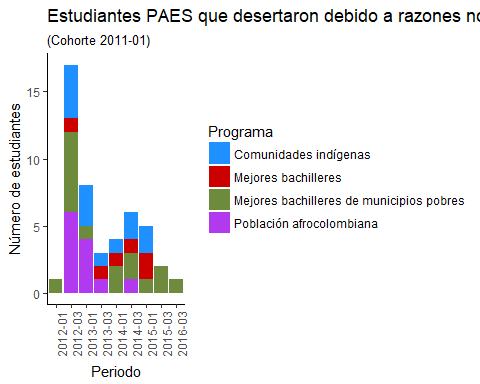 Estudiantes PAES que desertaron debido a razones no
(Cohorte 2011-01)
Número de estudiantes
15
10
5
0
2012-01
2012-03
2013-01
2013-03
2014-01
2014-03
2015-01
2015-03
2016-03
Periodo
Programa
Comunidades indígenas
Mejores bachilleres
Mejores bachilleres de municipios pobres
Población afrocolombiana